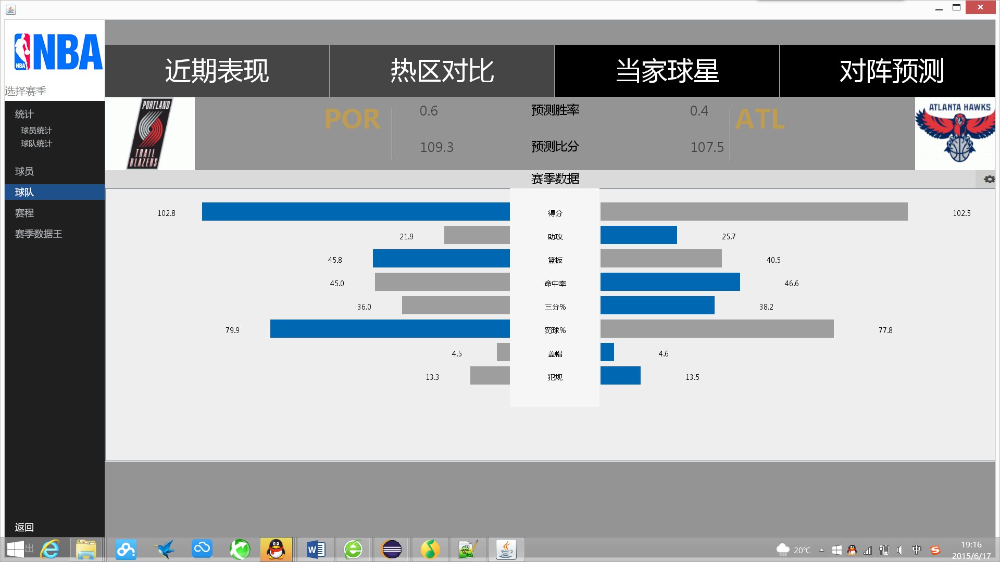 NBA
NBA
选择赛季
统计
球员统计
球队统计
球员
球队
赛程
赛季数据王
返回
近期表现
热区对比
当家球星
对阵预测
PORTLAND
TRAIL
BLAZERS
POR
0.6
预测胜率
0.4
ATL
ATLANTA HAWKS
109.3
预测比分
107.5
赛季数据
102.8
得分
102.5
21.9
助攻
25.7
45.8
篮板
40.5
45.0
命中率
46.6
36.0
三分%
38.2
79.9
罚球%
77.8
4.5
盖帽
4.6
13.3
犯规
13.5
出
20°C
中
19:16
2015/6/17